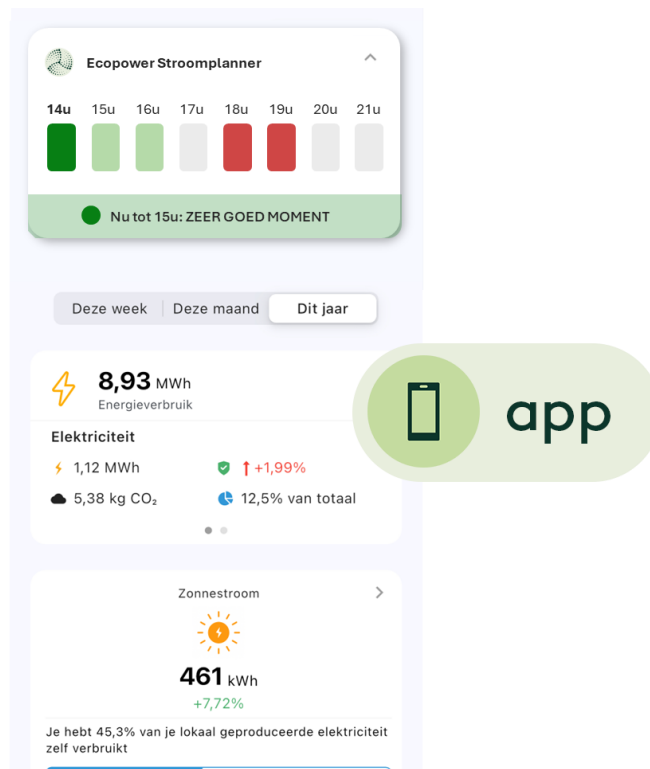 Ecopower Stroomplanner
14u 15u 16u 17u 18u 19u 20u 21u
Nu tot 15u: ZEER GOED MOMENT
Deze week Deze maand Dit jaar
8,93 MWh
Energieverbruik
Elektriciteit
1,12 MWh +1,99%
5,38 kg CO₂ 12,5% van totaal
app
Zonnestroom
461 kWh
+7,72%
Je hebt 45,3% van je lokaal geproduceerde elektriciteit
zelf verbruikt